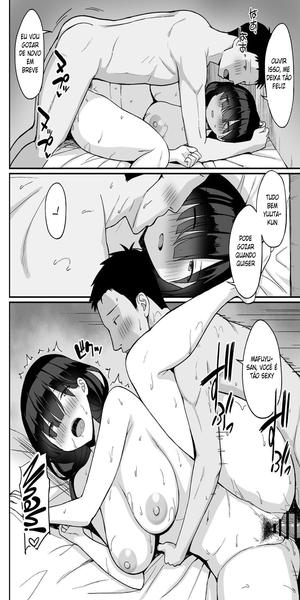 OUVIR
ISSO, ME
DEIXA TÃO
FELIZ
EU VOU
GOZAR
DE NOVO
EM
BREVE
TUDO
BEM
YUUTA-
KUN
PODE
GOZAR
QUANDO
QUISER
MAFUYU-
SAN, VOCÊ É
TÃO SEXY
Nnah!